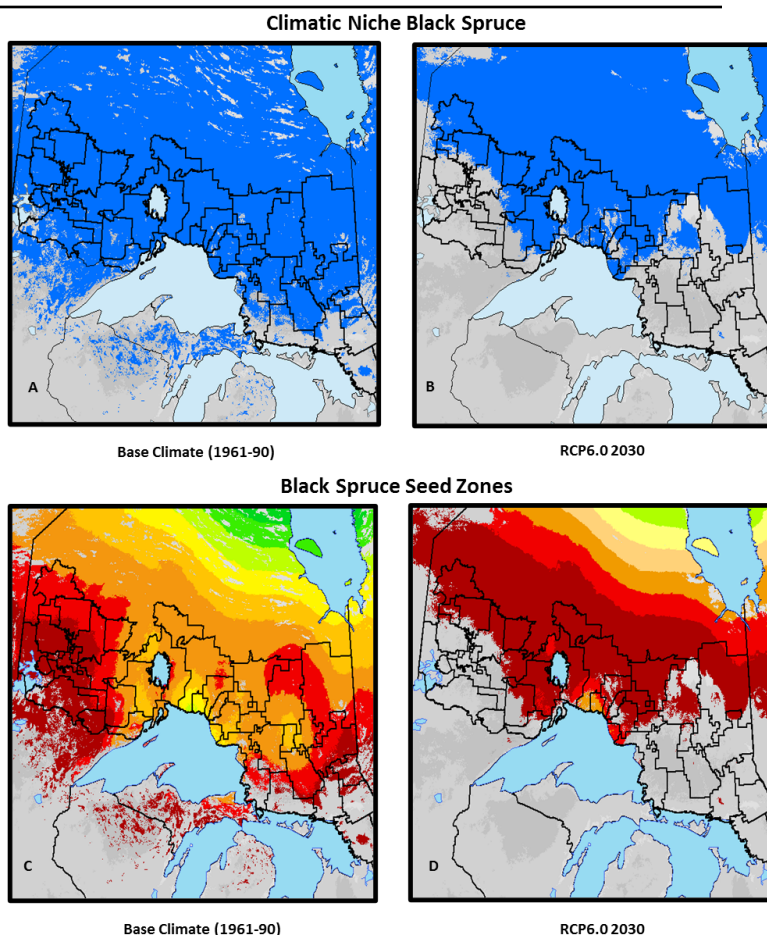 Climatic Niche Black Spruce
A
B
Base Climate (1961-90)
RCP6.0 2030
Black Spruce Seed Zones
C
D
Base Climate (1961-90)
RCP6.0 2030